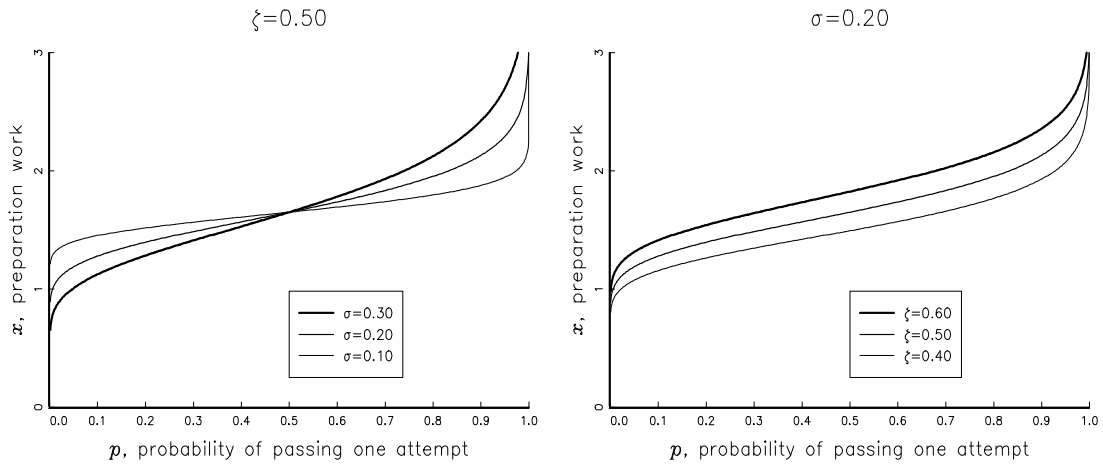 ζ=0.50
x, preparation work
3
2
1
0
σ=0.30
σ=0.20
σ=0.10
0.0 0.1 0.2 0.3 0.4 0.5 0.6 0.7 0.8 0.9 1.0
p, probability of passing one attempt
σ=0.20
x, preparation work
3
2
1
0
ζ=0.60
ζ=0.50
ζ=0.40
0.0 0.1 0.2 0.3 0.4 0.5 0.6 0.7 0.8 0.9 1.0
p, probability of passing one attempt